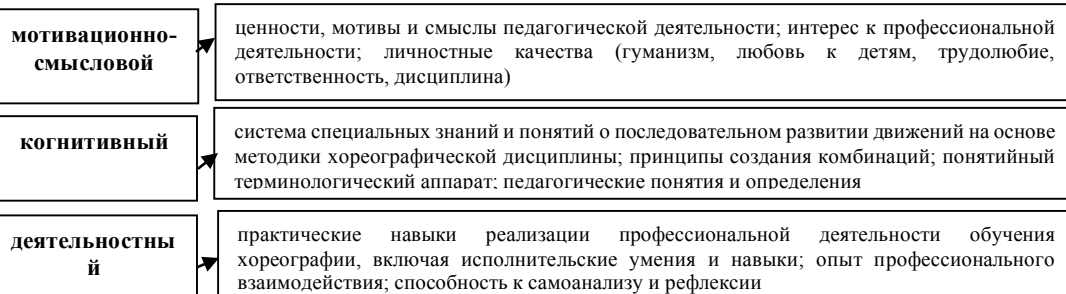 мотивационно-
смысловой
ценности, мотивы и смыслы педагогической деятельности; интерес к профессиональной
деятельности; личностные качества (гуманизм, любовь к детям, трудолюбие,
ответственность, дисциплина)
когнитивный
система специальных знаний и понятий о последовательном развитии движений на основе
методики хореографической дисциплины; принципы создания комбинаций; понятийный
терминологический аппарат; педагогические понятия и определения
деятельностны
й
практические навыки реализации профессиональной деятельности обучения
хореографии, включая исполнительские умения и навыки; опыт профессионального
взаимодействия; способность к самоанализу и рефлексии